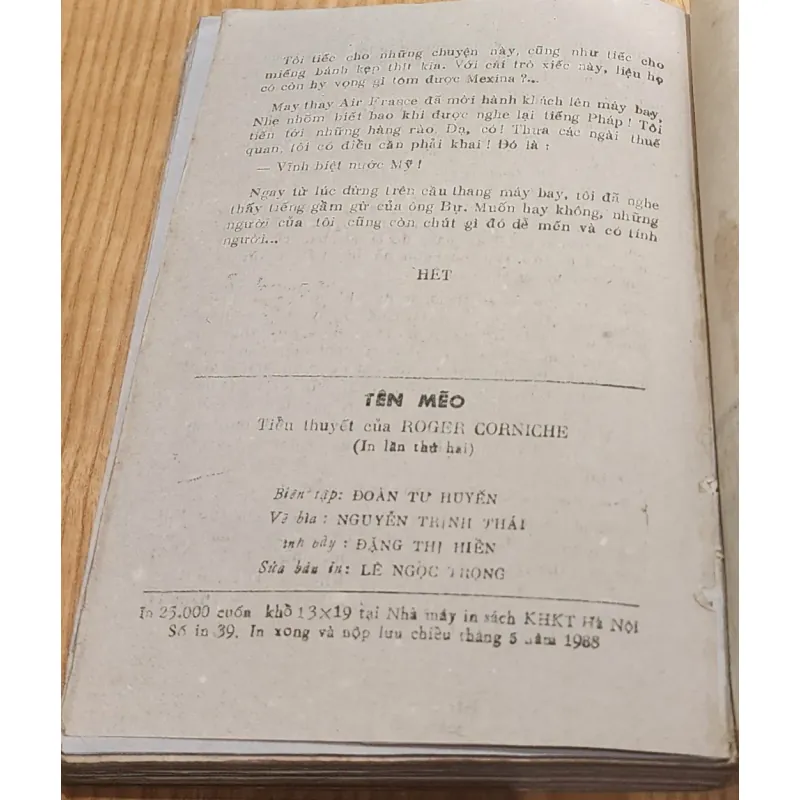 Tôi tiếc cho những chuyện này, cũng như tiếc cho
miếng bánh kẹp thịt kia. Với cái trò xiếc này, liệu họ
có còn hy vọng gì tóm được Mexina ?...
May thay Air France đã mời hành khách lên máy bay.
Nhẹ nhõm biết bao khi được nghe lại tiếng Pháp ! Tôi
tiến tới những hàng rào. Dạ, có ! Thưa các ngài thuế
quan, tôi có điều cần phải khai ! Đó là :
— Vĩnh biệt nước Mỹ !
Ngay từ lúc dừng trên cầu thang máy bay, tôi đã nghe
thấy tiếng gầm gừ của ông Bự. Muốn hay không, những
người của tôi cũng còn chút gì đó dễ mến và có tính
người...
HẾT
TÊN MẼO
Tiểu thuyết của ROGER CORNICHE
(In lần thứ hai)
Biên tập: ĐOÀN TƯ HUYẾN
Vẽ bìa : NGUYỄN TRỊNH THÁI
ình bày : ĐẶNG THỊ HIỀN
Sửa bản in: LÊ NGỌC TRỌNG
In 25.000 cuốn khổ 13×19 tại Nhà máy in sách KHKT Hà Nội
Số in 39. In xong và nộp lưu chiểu tháng 5 năm 1988